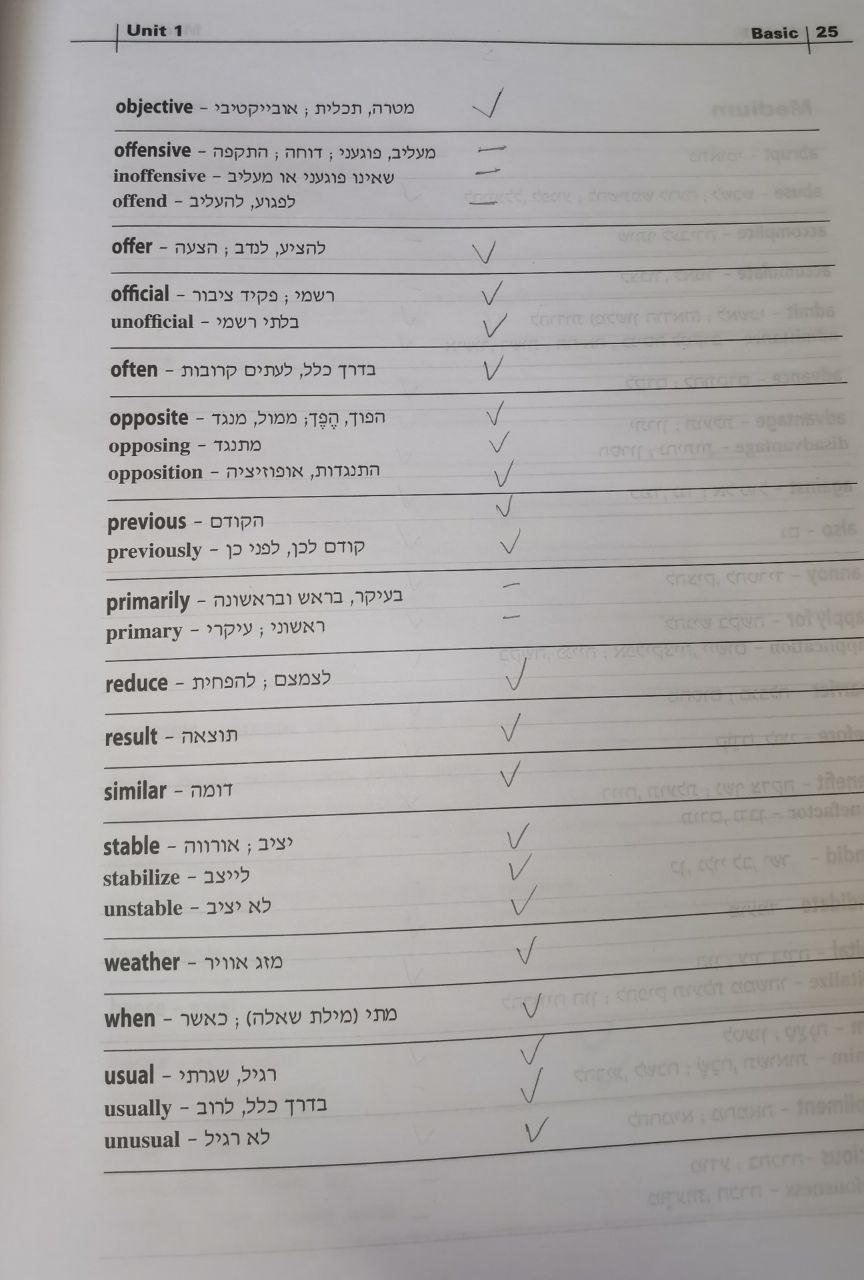 Unit 1
Basic 25
objective – מטרה, תכלית ; אובייקטיבי
offensive – מעליב, פוגעני ; דוחה ; התקפה
inoffensive – שאינו פוגעני או מעליב
offend – לפגוע, להעליב
offer – להציע, לנדב ; הצעה
official – רשמי ; פקיד ציבור
unofficial – בלתי רשמי
often – בדרך כלל, לעתים קרובות
opposite – הפוך, הֶפֶך; ממול, מנגד
opposing – מתנגד
opposition – התנגדות, אופוזיציה
previous – הקודם
previously – קודם לכן, לפני כן
primarily – בעיקר, בראש ובראשונה
primary – ראשוני ; עיקרי
reduce – לצמצם ; להפחית
result – תוצאה
similar – דומה
stable – יציב ; אורווה
stabilize – לייצב
unstable – לא יציב
weather – מזג אוויר
when – מתי (מילת שאלה) ; כאשר
usual – רגיל, שגרתי
usually – בדרך כלל, לרוב
unusual – לא רגיל